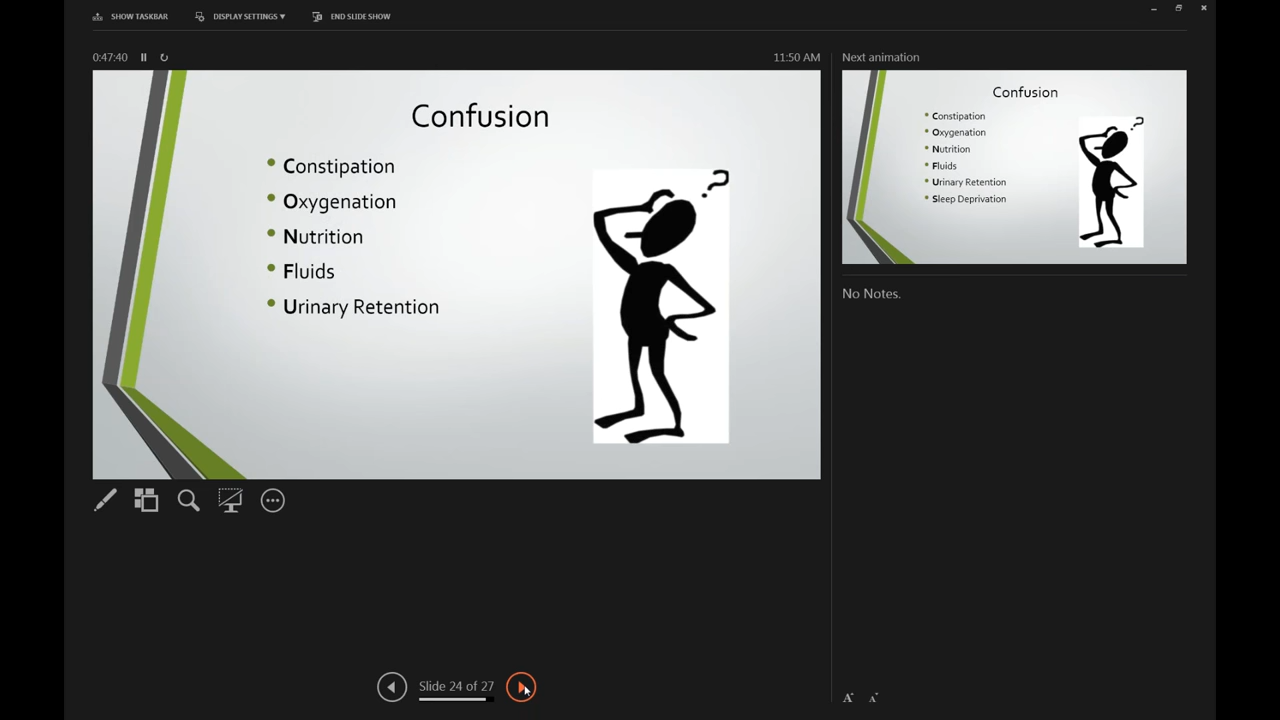 SHOW TASKBAR DISPLAY SETTINGS ▾ END SLIDE SHOW
0:47:40
11:50 AM
Confusion
• Constipation
• Oxygenation
• Nutrition
• Fluids
• Urinary Retention
?
Slide 24 of 27
Next animation
Confusion
• Constipation
• Oxygenation
• Nutrition
• Fluids
• Urinary Retention
• Sleep Deprivation
?
No Notes.
A A